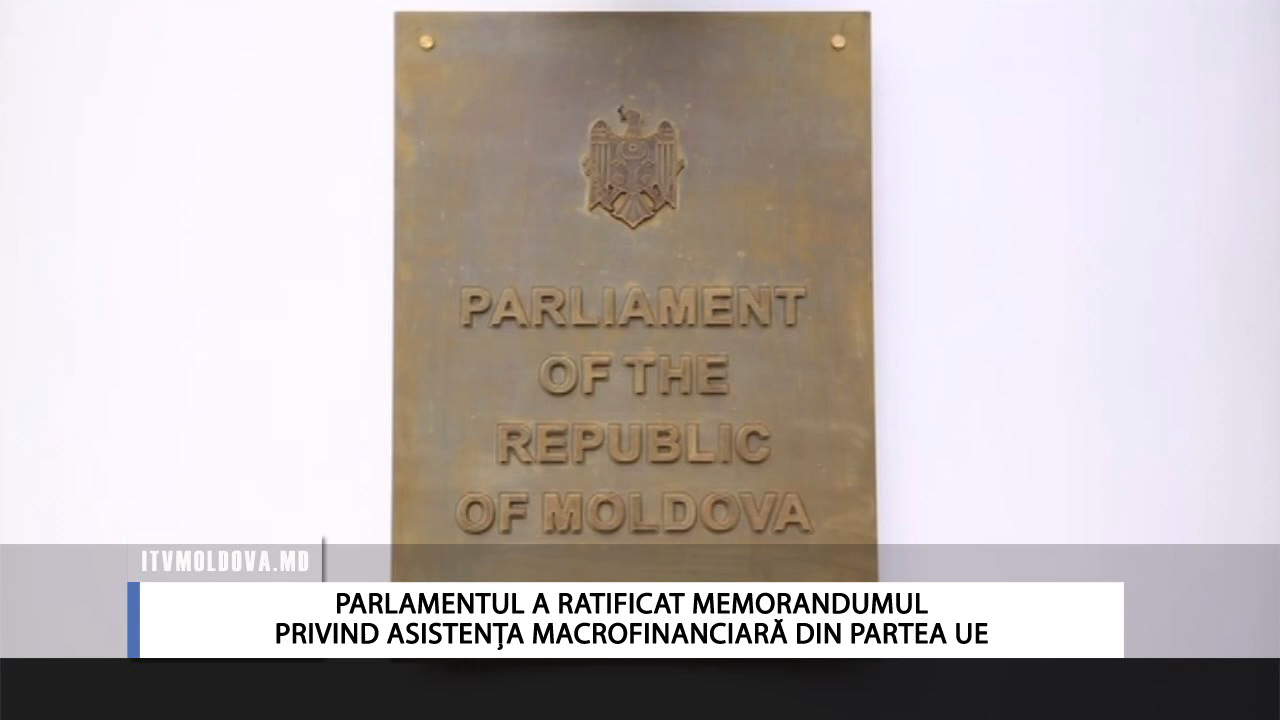 PARLIAMENT
OF THE
REPUBLIC
OF MOLDOVA
ITVMOLDOVA.MD
PARLAMENTUL A RATIFICAT MEMORANDUMUL
PRIVIND ASISTENŢA MACROFINANCIARĂ DIN PARTEA UE